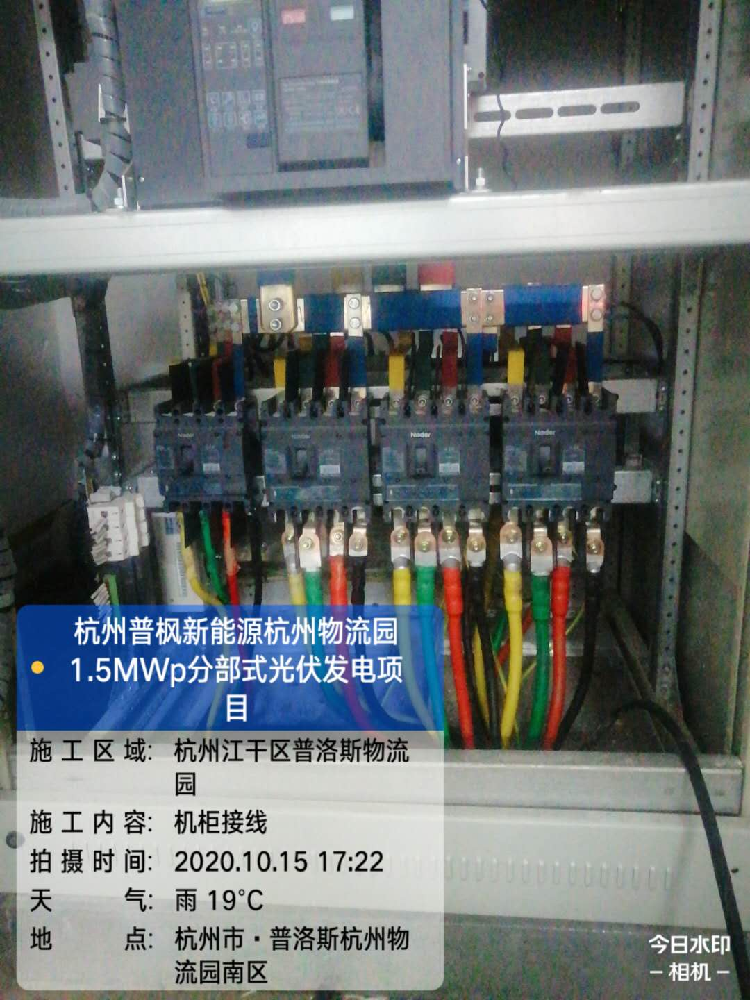 Nader
Nader
Nader
Nader
杭州普枫新能源杭州物流园
1.5MWp分部式光伏发电项
目
施工区域: 杭州江干区普洛斯物流
园
施工内容: 机柜接线
拍摄时间: 2020.10.15 17:22
天气: 雨 19°C
地点: 杭州市·普洛斯杭州物
流园南区
今日水印
-相机-